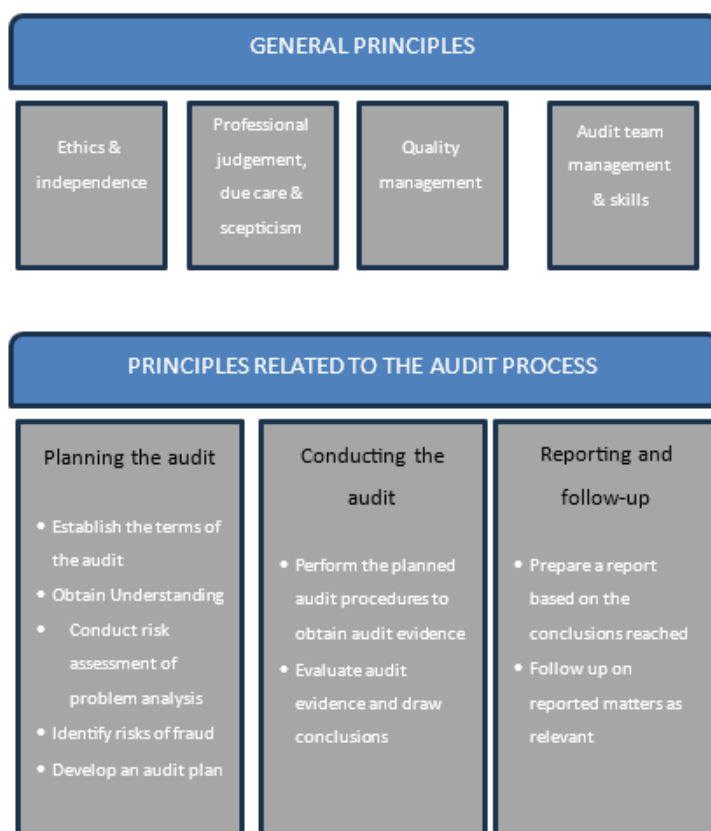 GENERAL PRINCIPLES
Ethics &
independence
Professional
judgement,
due care &
scepticism
Quality
management
Audit team
management
& skills
PRINCIPLES RELATED TO THE AUDIT PROCESS
Planning the audit
• Establish the terms of
the audit
• Obtain Understanding
• Conduct risk
assessment of
problem analysis
• Identify risks of fraud
• Develop an audit plan
Conducting the
audit
• Perform the planned
audit procedures to
obtain audit evidence
• Evaluate audit
evidence and draw
conclusions
Reporting and
follow-up
• Prepare a report
based on the
conclusions reached
• Follow up on
reported matters as
relevant